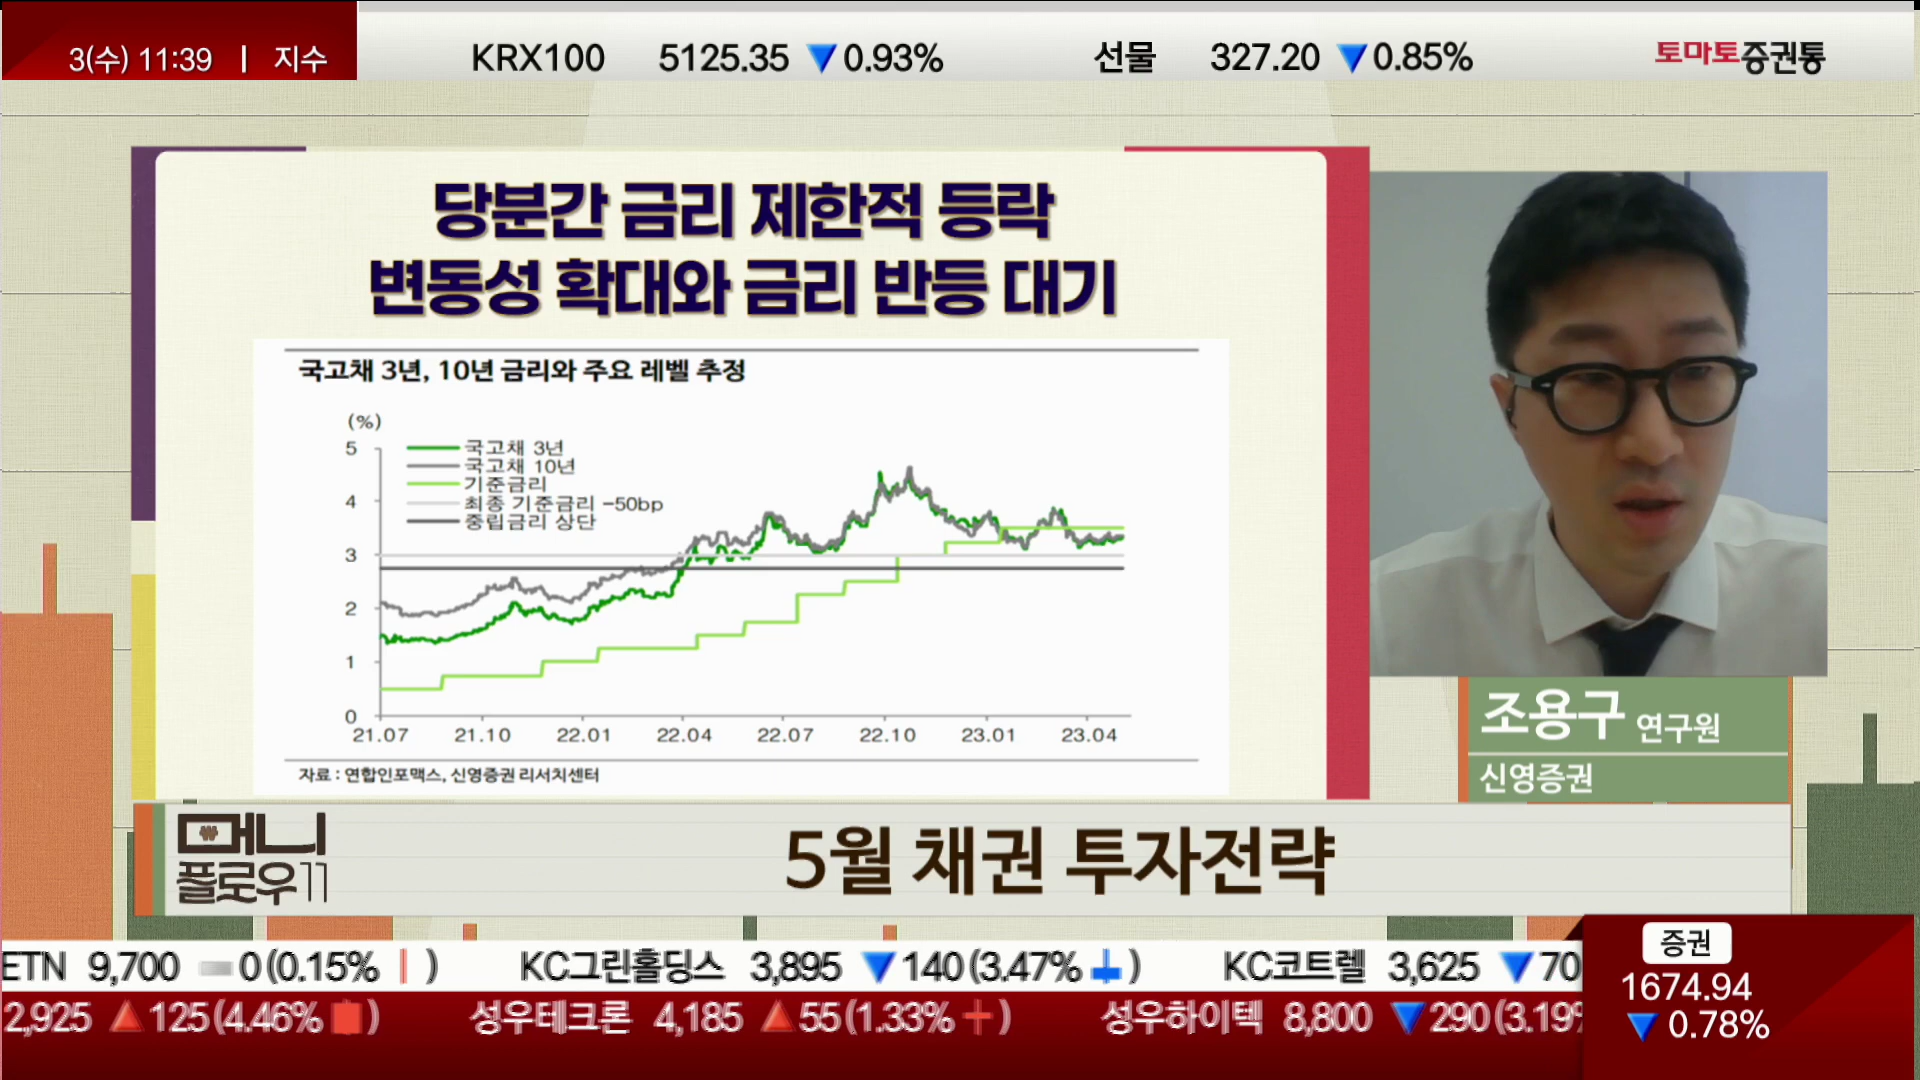 3(수) 11:39 | 지수
KRX100 5125.35 ▼0.93% 선물 327.20 ▼0.85%
토마토증권통
당분간 금리 제한적 등락
변동성 확대와 금리 반등 대기
국고채 3년, 10년 금리와 주요 레벨 추정
(%)
5
4
3
2
1
0
국고채 3년
국고채 10년
기준금리
최종 기준금리 -50bp
중립금리 상단
21.07 21.10 22.01 22.04 22.07 22.10 23.01 23.04
자료 : 연합인포맥스, 신영증권 리서치센터
조용구 연구원
신영증권
머니
플로우
5월 채권 투자전략
ETN 9,700 0(0.15% ) KC그린홀딩스 3,895 ▼140(3.47% ) KC코트렐 3,625 ▼70
2,925 ▲125(4.46% ) 성우테크론 4,185 ▲55(1.33% ) 성우하이텍 8,800 ▼290(3.19%
증권
1674.94
▼ 0.78%